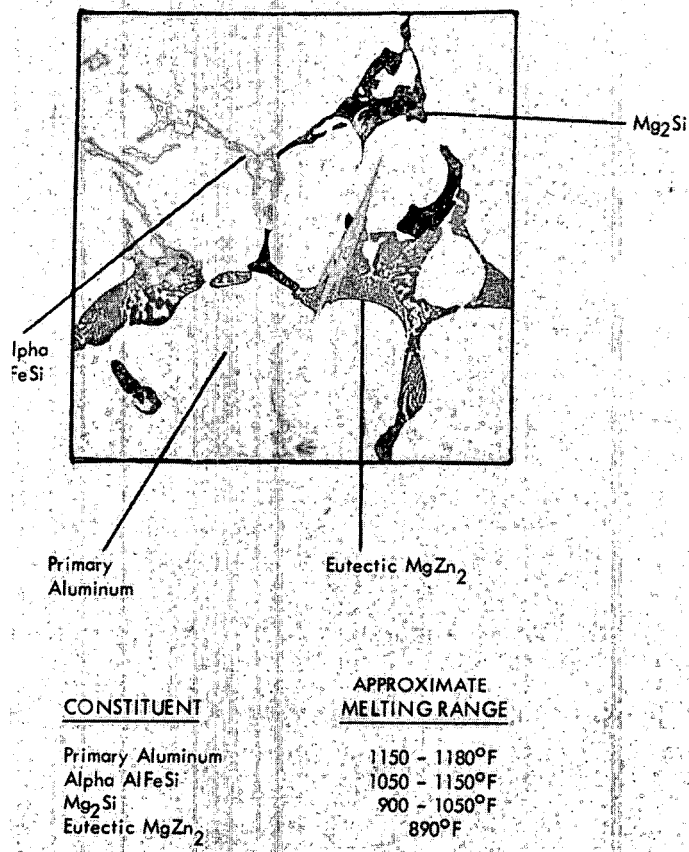 Mg₂Si
lpha
FeSi
Primary
Aluminum
Eutectic MgZn₂
CONSTITUENT
APPROXIMATE
MELTING RANGE
Primary Aluminum 1150 - 1180°F
Alpha AlFeSi 1050 - 1150°F
Mg₂Si 900 - 1050°F
Eutectic MgZn₂ 890°F